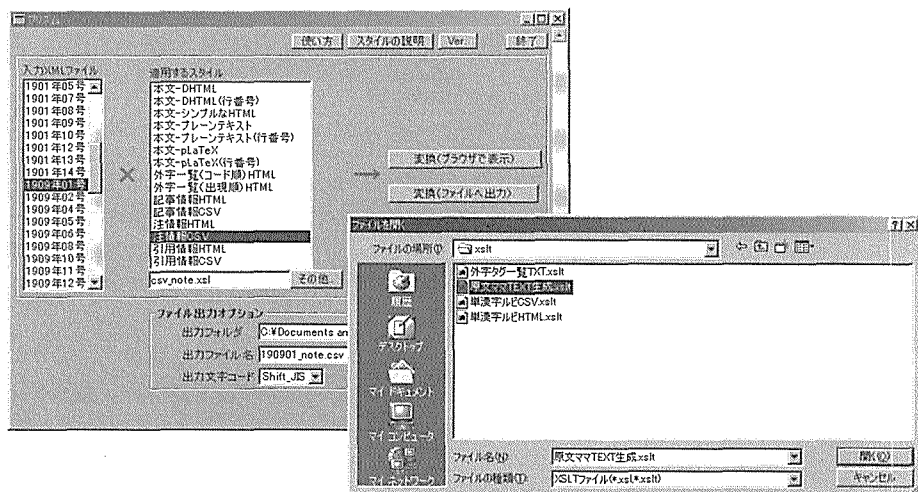 プリズム
使い方 スタイルの説明 Ver. 終了
入力XMLファイル
1901年05号
1901年07号
1901年08号
1901年09号
1901年10号
1901年12号
1901年13号
1901年14号
1909年01号
1909年02号
1909年04号
1909年05号
1909年06号
1909年08号
1909年10号
1909年11号
1909年12号
適用するスタイル
本文-DHTML
本文-DHTML(行番号)
本文-シンプルなHTML
本文-プレーンテキスト
本文-プレーンテキスト(行番号)
本文-pLaTeX
本文-pLaTeX(行番号)
外字一覧(コード順)HTML
外字一覧(出現順)HTML
記事情報HTML
記事情報CSV
注情報HTML
注情報CSV
引用情報HTML
引用情報CSV
csv_note.xsl その他
変換(ブラウザで表示)
変換(ファイルへ出力)
ファイル出力オプション
出力フォルダ C:¥Documents an
出力ファイル名 190901_note.csv
出力文字コード Shift_JIS
ファイルを開く
ファイルの場所(I): xslt
履歴
デスクトップ
マイ ドキュメント
マイ コンピュータ
マイ ネットワーク
外字タグ一覧TXT.xslt
原文ママTEXT生成.xslt
単漢字ルビCSV.xslt
単漢字ルビHTML.xslt
ファイル名(N): 原文ママTEXT生成.xslt 開く(O)
ファイルの種類(T): XSLTファイル(*.xsl,*.xslt) キャンセル